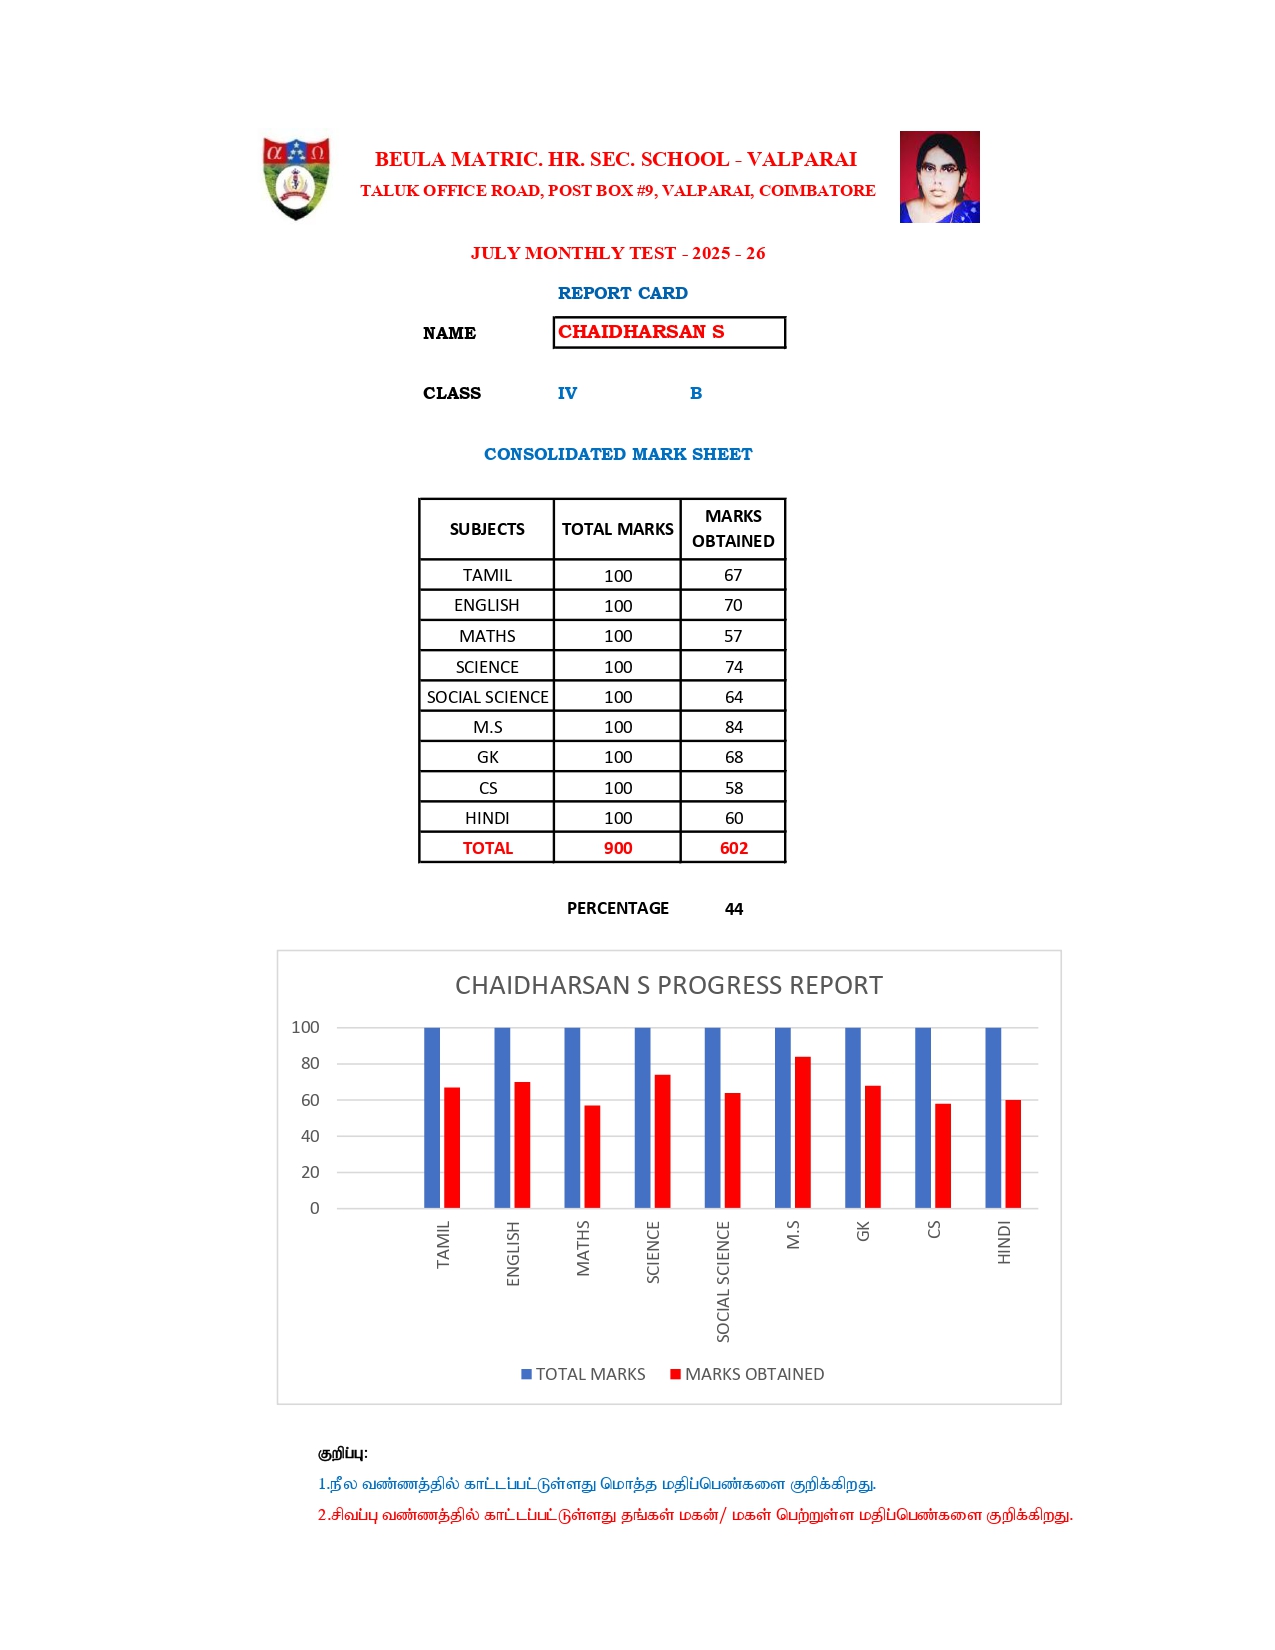 α Ω
BEULA MATRIC. HR. SEC. SCHOOL - VALPARAI
TALUK OFFICE ROAD, POST BOX #9, VALPARAI, COIMBATORE
JULY MONTHLY TEST - 2025 - 26
REPORT CARD
NAME CHAIDHARSAN S
CLASS IV B
CONSOLIDATED MARK SHEET
SUBJECTS TOTAL MARKS MARKS OBTAINED
TAMIL 100 67
ENGLISH 100 70
MATHS 100 57
SCIENCE 100 74
SOCIAL SCIENCE 100 64
M.S 100 84
GK 100 68
CS 100 58
HINDI 100 60
TOTAL 900 602
PERCENTAGE 44
CHAIDHARSAN S PROGRESS REPORT
100
80
60
40
20
0
TAMIL ENGLISH MATHS SCIENCE SOCIAL SCIENCE M.S GK CS HINDI
TOTAL MARKS MARKS OBTAINED
குறிப்பு:
1.நீல வண்ணத்தில் காட்டப்பட்டுள்ளது மொத்த மதிப்பெண்களை குறிக்கிறது.
2.சிவப்பு வண்ணத்தில் காட்டப்பட்டுள்ளது தங்கள் மகன்/ மகள் பெற்றுள்ள மதிப்பெண்களை குறிக்கிறது.